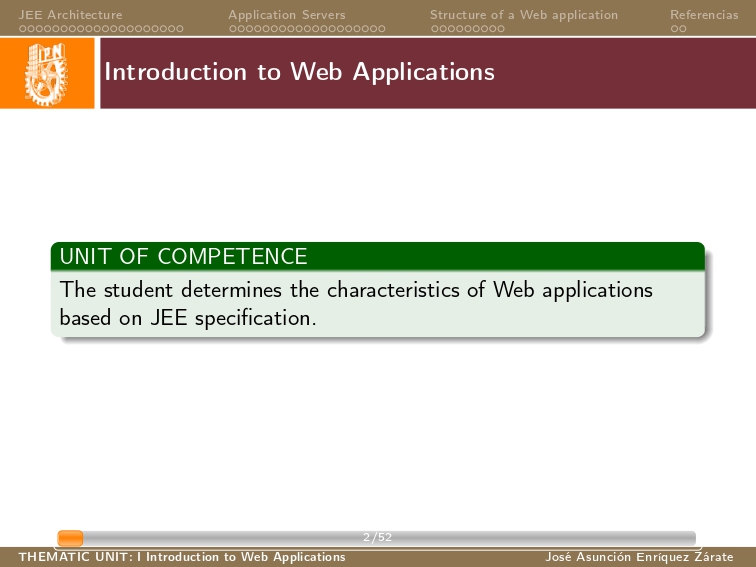 JEE Architecture Application Servers Structure of a Web application Referencias
IPN
Introduction to Web Applications
UNIT OF COMPETENCE
The student determines the characteristics of Web applications
based on JEE specification.
2/52
THEMATIC UNIT: I Introduction to Web Applications José Asunción Enríquez Zárate